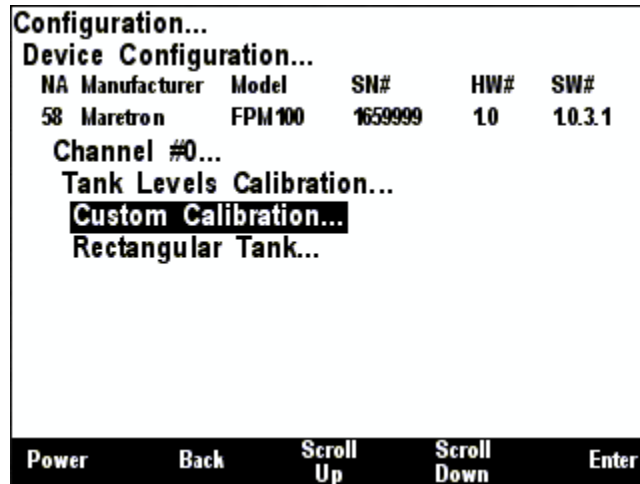 Configuration...
Device Configuration...
NA Manufacturer Model SN# HW# SW#
58 Maretron FPM100 1659999 1.0 1.0.3.1
Channel #0...
Tank Levels Calibration...
Custom Calibration...
Rectangular Tank...
Power Back Scroll Up Scroll Down Enter